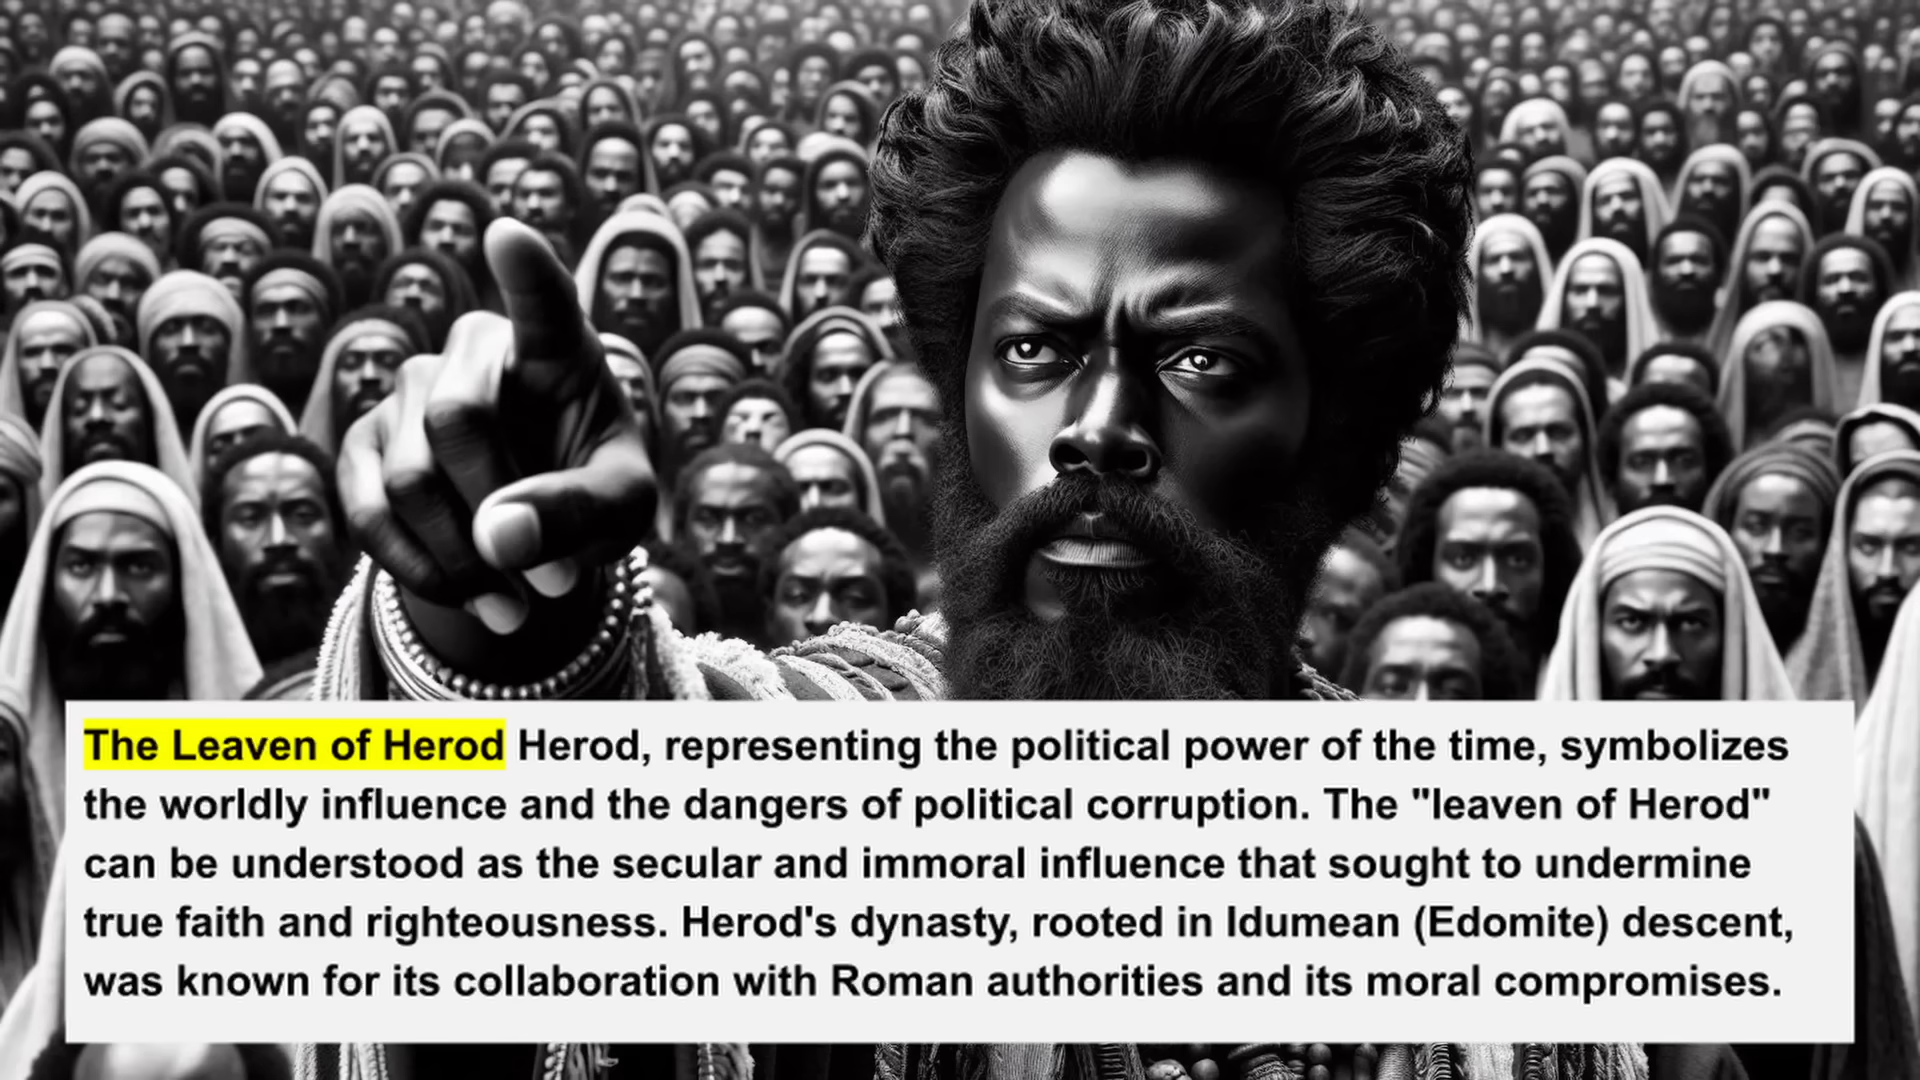 The Leaven of Herod Herod, representing the political power of the time, symbolizes
the worldly influence and the dangers of political corruption. The "leaven of Herod"
can be understood as the secular and immoral influence that sought to undermine
true faith and righteousness. Herod's dynasty, rooted in Idumean (Edomite) descent,
was known for its collaboration with Roman authorities and its moral compromises.